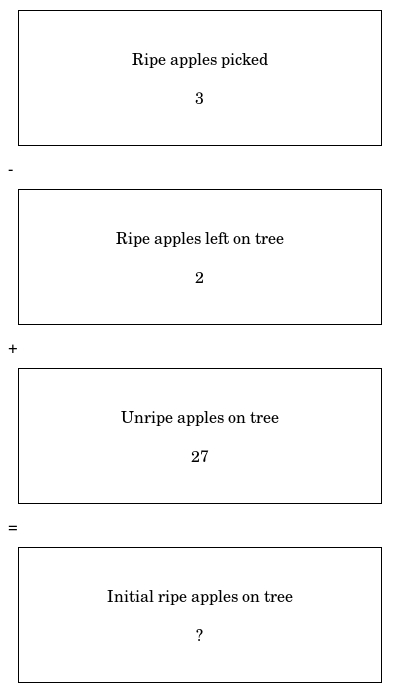 Ripe apples picked
3
-
Ripe apples left on tree
2
+
Unripe apples on tree
27
=
Initial ripe apples on tree
?